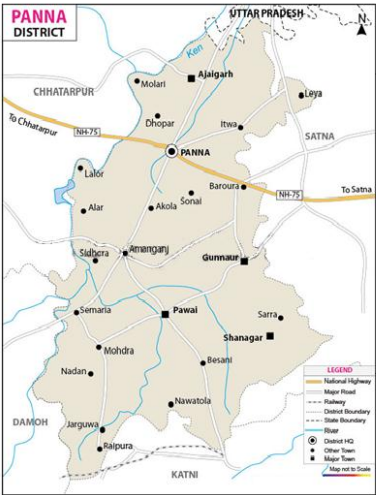 PANNA
DISTRICT
UTTAR PRADESH
N
Ken
Molari
Ajaigarh
CHHATARPUR
Leya
Dhopar
Itwa
To Chhatarpur
NH-75
SATNA
PANNA
Lalor
Baroura
NH-75
To Satna
Sonai
Alar
Akola
Amanganj
Sidhora
Gunnaur
Semaria
Pawai
Sarra
Shanagar
Mohdra
Besani
Nadan
Nawatola
DAMOH
Jarguwa
Raipura
KATNI
LEGEND
National Highway
Major Road
Railway
District Boundary
State Boundary
River
District HQ
Other Town
Major Town
Map not to Scale